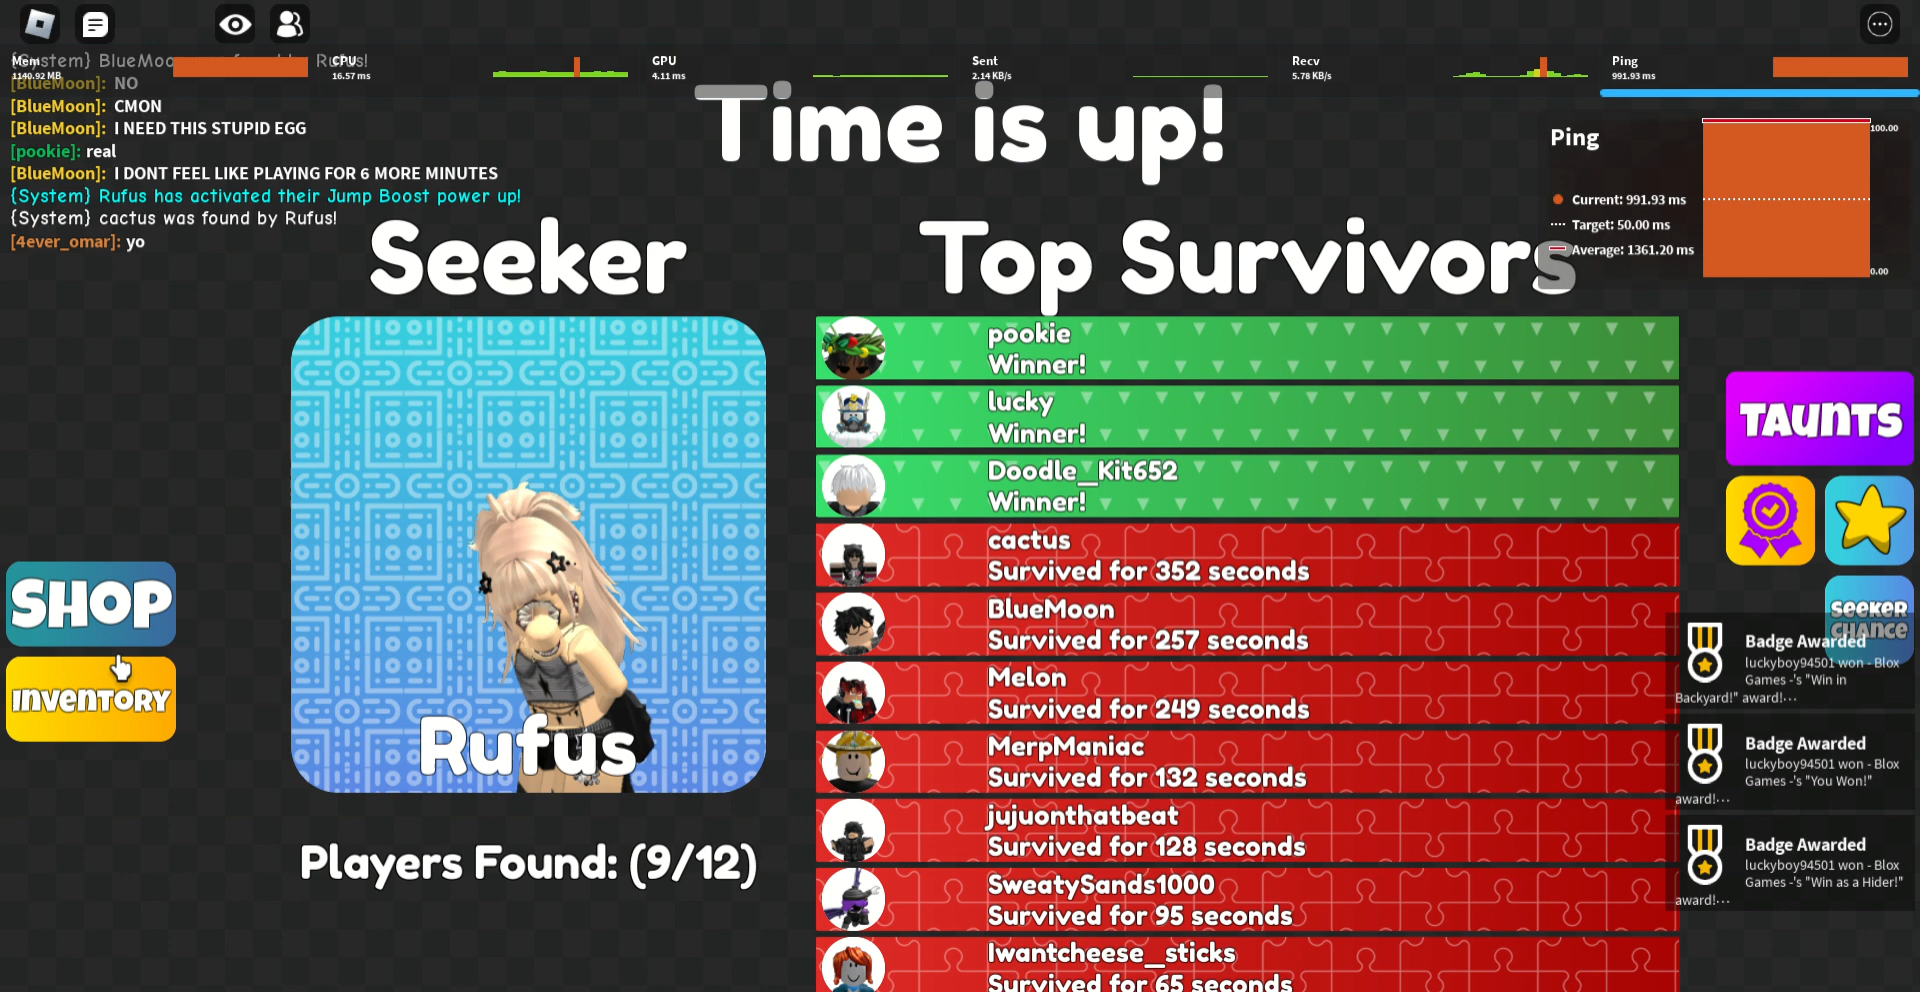 {System} BlueMoon was found by Rufus!
Mem
1140.92 MB
CPU
16.57 ms
GPU
4.11 ms
Sent
2.14 KB/s
Recv
5.78 KB/s
Ping
991.93 ms
[BlueMoon]: NO
[BlueMoon]: CMON
[BlueMoon]: I NEED THIS STUPID EGG
[pookie]: real
[BlueMoon]: I DONT FEEL LIKE PLAYING FOR 6 MORE MINUTES
{System} Rufus has activated their Jump Boost power up!
{System} cactus was found by Rufus!
[4ever_omar]: yo
Time is up!
Ping
100.00
Current: 991.93 ms
Target: 50.00 ms
Average: 1361.20 ms
0.00
Seeker
Rufus
Players Found: (9/12)
Top Survivors
pookie
Winner!
lucky
Winner!
Doodle_Kit652
Winner!
cactus
Survived for 352 seconds
BlueMoon
Survived for 257 seconds
Melon
Survived for 249 seconds
MerpManiac
Survived for 132 seconds
jujuonthatbeat
Survived for 128 seconds
SweatySands1000
Survived for 95 seconds
Iwantcheese_sticks
Survived for 65 seconds
SHOP
INVENTORY
TAUNTS
SEEKER
CHANCE
Badge Awarded
luckyboy94501 won - Blox
Games -'s "Win in
Backyard!" award!···
Badge Awarded
luckyboy94501 won - Blox
Games -'s "You Won!"
award!···
Badge Awarded
luckyboy94501 won - Blox
Games -'s "Win as a Hider!"
award!···